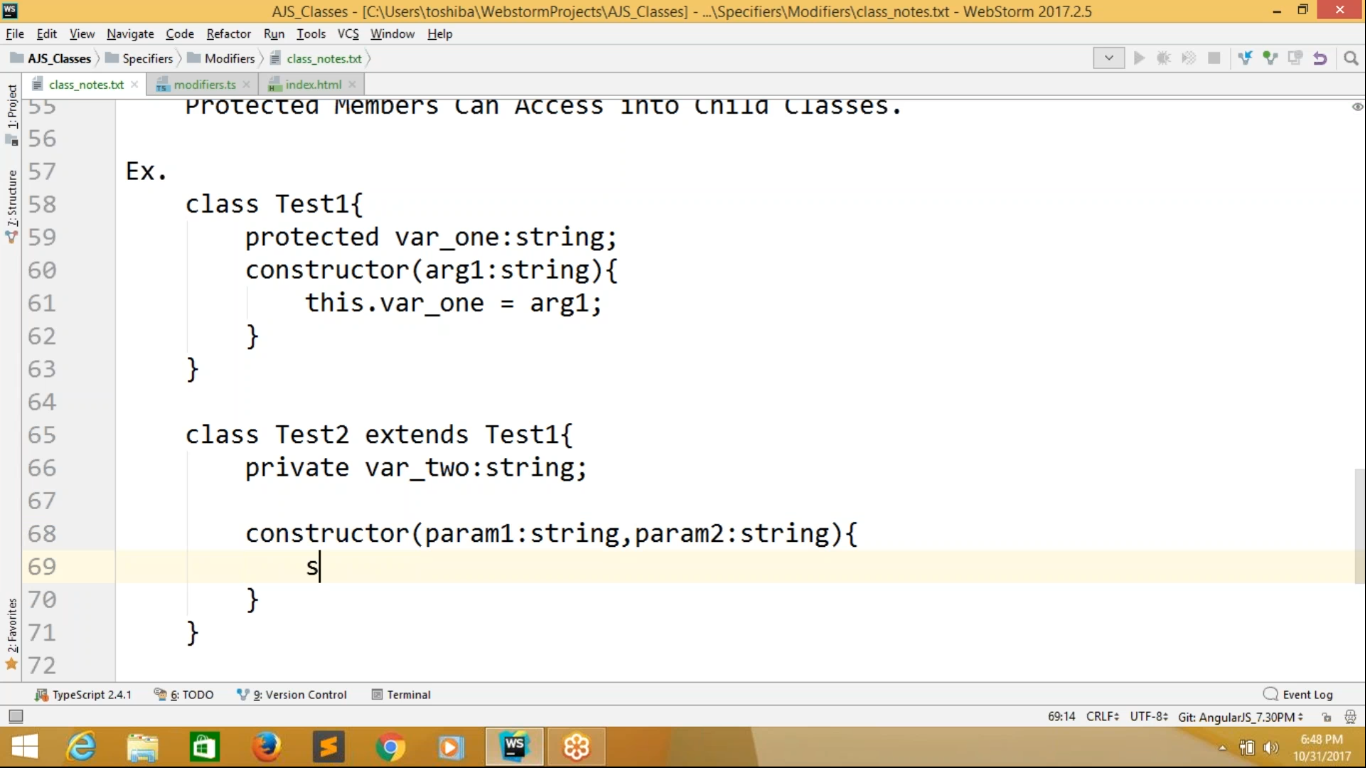 AJS_Classes - [C:\Users\toshiba\WebstormProjects\AJS_Classes] - ...\Specifiers\Modifiers\class_notes.txt - WebStorm 2017.2.5
File Edit View Navigate Code Refactor Run Tools VCS Window Help
AJS_Classes Specifiers Modifiers class_notes.txt
class_notes.txt modifiers.ts index.html
1: Project
7: Structure
2: Favorites
55 Protected Members Can Access into Child Classes.
56
57 Ex.
58 class Test1{
59 protected var_one:string;
60 constructor(arg1:string){
61 this.var_one = arg1;
62 }
63 }
64
65 class Test2 extends Test1{
66 private var_two:string;
67
68 constructor(param1:string,param2:string){
69 s
70 }
71 }
72
TypeScript 2.4.1 6: TODO 9: Version Control Terminal Event Log
69:14 CRLF UTF-8 Git: AngularJS_7.30PM
6:48 PM
10/31/2017